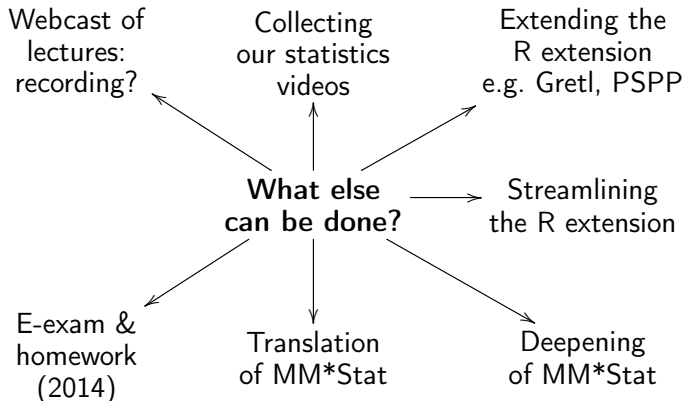 Webcast of
lectures:
recording?
Collecting
our statistics
videos
Extending the
R extension
e.g. Gretl, PSPP
What else
can be done?
Streamlining
the R extension
E-exam &
homework
(2014)
Translation
of MM*Stat
Deepening
of MM*Stat